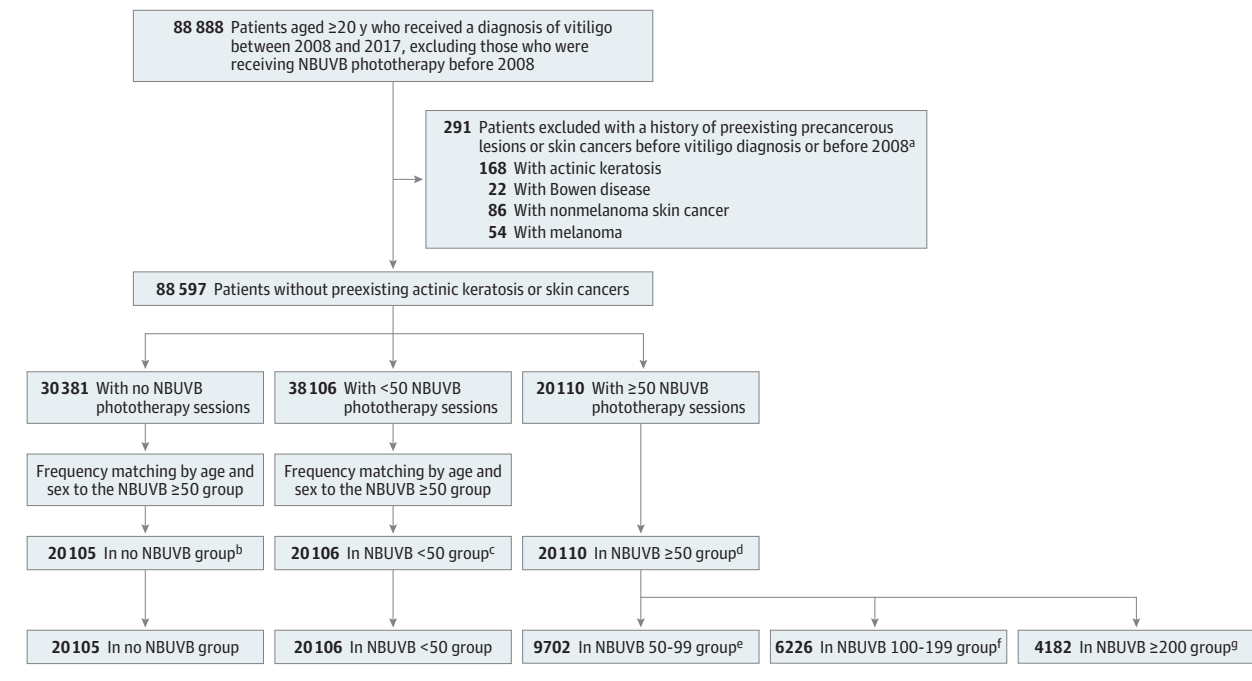 88 888 Patients aged ≥20 y who received a diagnosis of vitiligo
between 2008 and 2017, excluding those who were
receiving NBUVB phototherapy before 2008
291 Patients excluded with a history of preexisting precancerous
lesions or skin cancers before vitiligo diagnosis or before 2008ᵃ
168 With actinic keratosis
22 With Bowen disease
86 With nonmelanoma skin cancer
54 With melanoma
88 597 Patients without preexisting actinic keratosis or skin cancers
30 381 With no NBUVB
phototherapy sessions
38 106 With <50 NBUVB
phototherapy sessions
20 110 With ≥50 NBUVB
phototherapy sessions
Frequency matching by age and
sex to the NBUVB ≥50 group
Frequency matching by age and
sex to the NBUVB ≥50 group
20 105 In no NBUVB groupᵇ
20 106 In NBUVB <50 groupᶜ
20 110 In NBUVB ≥50 groupᵈ
20 105 In no NBUVB group
20 106 In NBUVB <50 group
9702 In NBUVB 50-99 groupᵉ
6226 In NBUVB 100-199 groupᶠ
4182 In NBUVB ≥200 groupᵍ